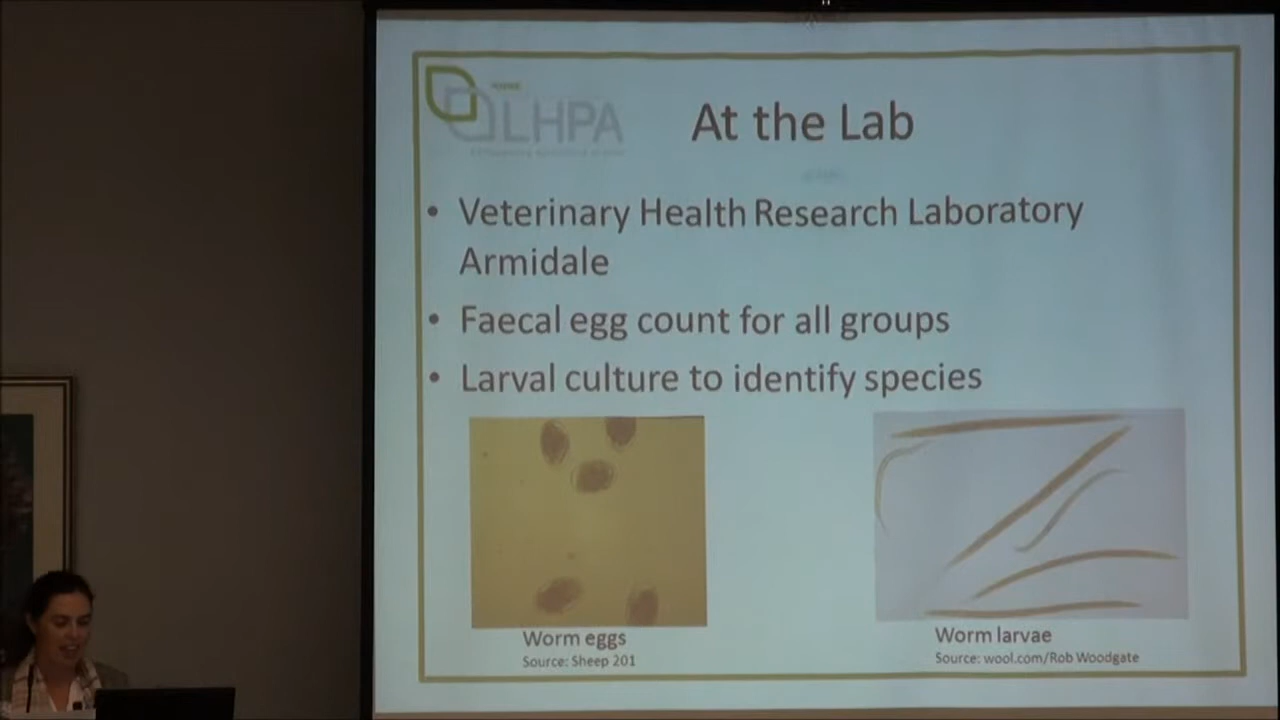 LHPA
At the Lab
• Veterinary Health Research Laboratory
Armidale
• Faecal egg count for all groups
• Larval culture to identify species
Worm eggs
Source: Sheep 201
Worm larvae
Source: wool.com/Rob Woodgate